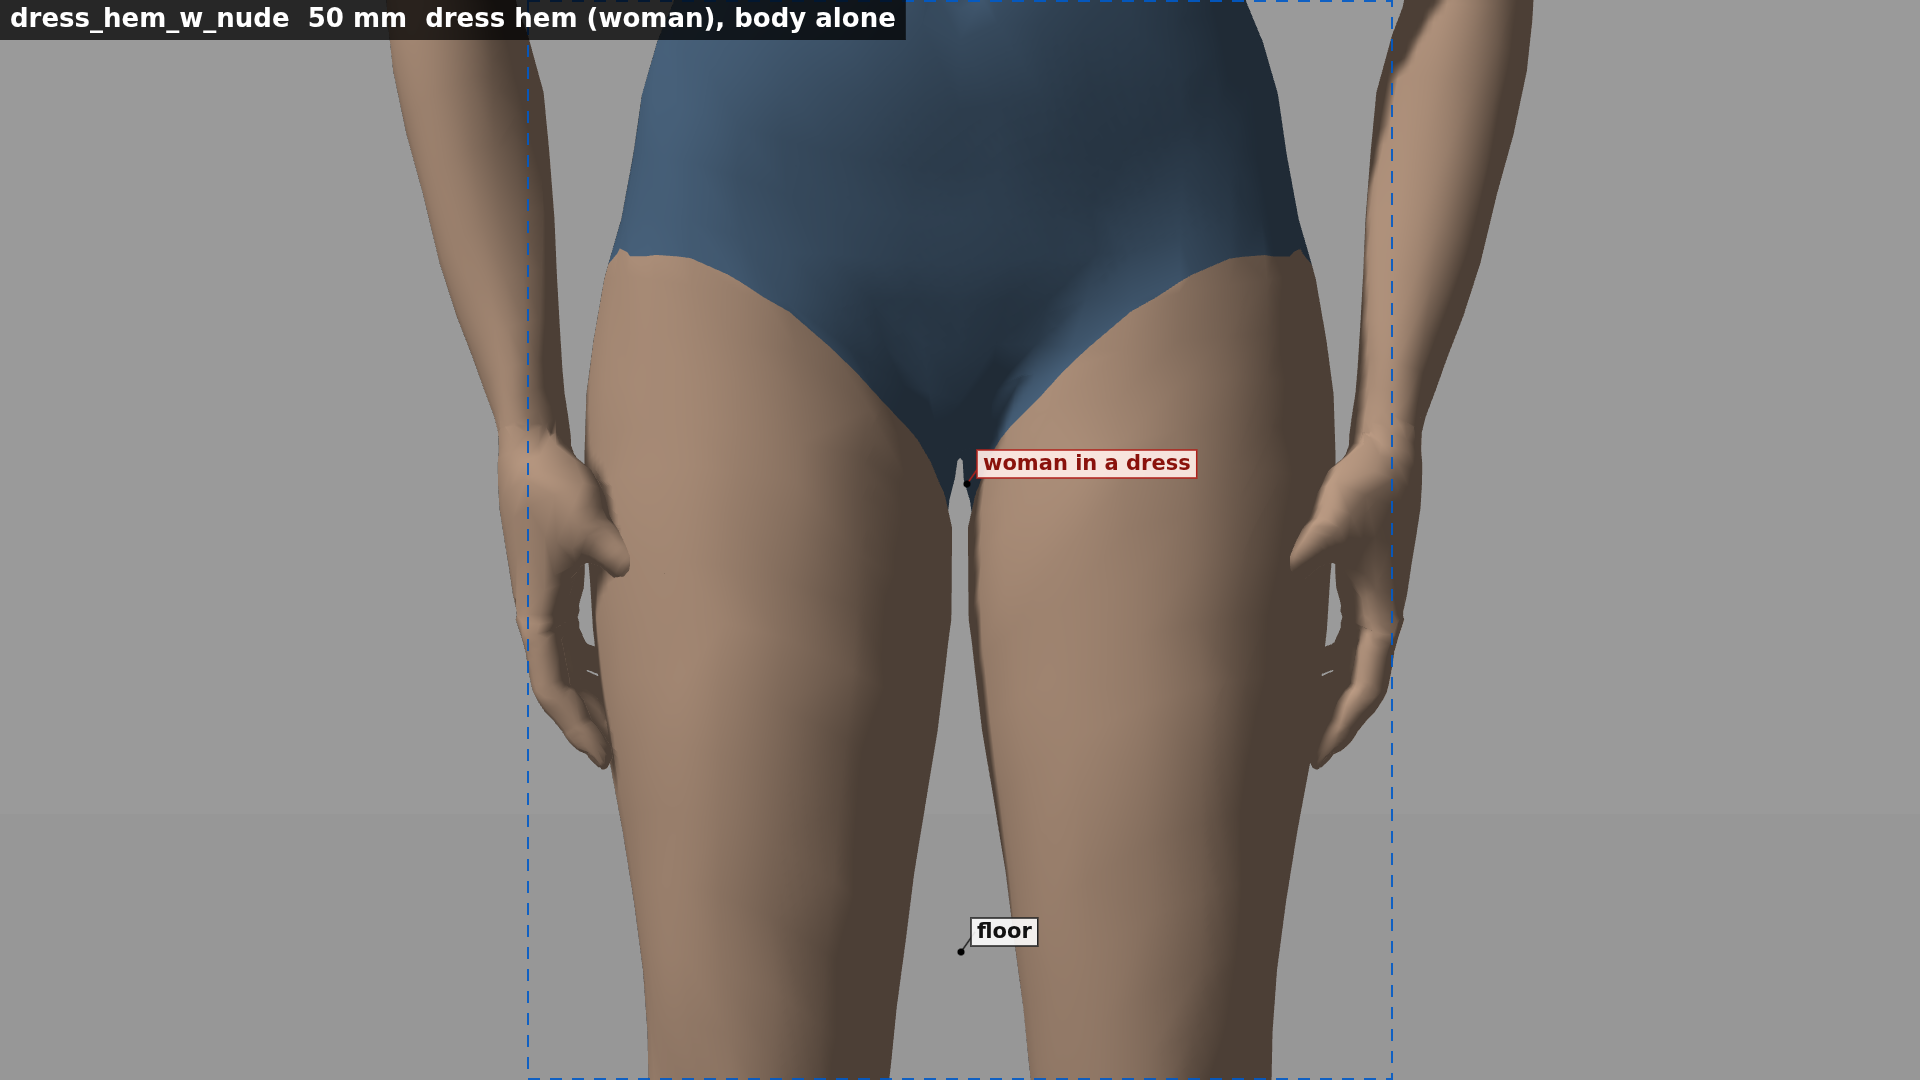 dress_hem_w_nude 50 mm dress hem (woman), body alone
woman in a dress
floor